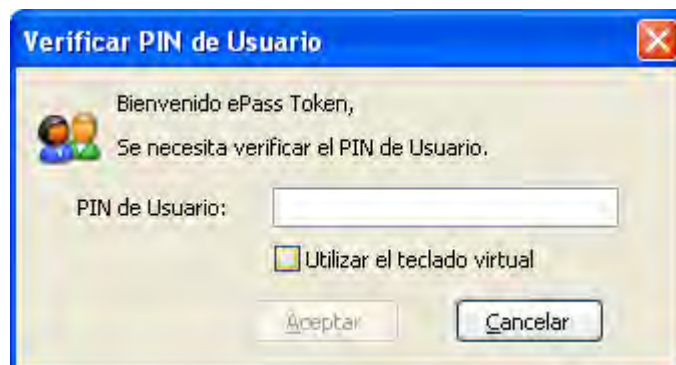 Verificar PIN de Usuario
Bienvenido ePass Token,
Se necesita verificar el PIN de Usuario.
PIN de Usuario:
Utilizar el teclado virtual
Aceptar
Cancelar